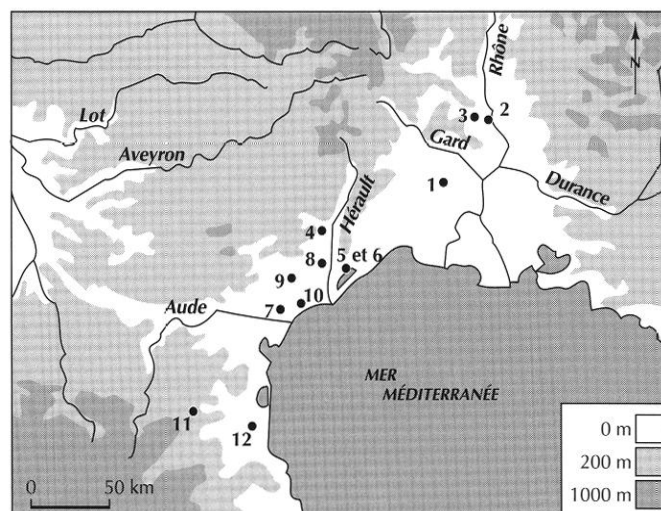 Rhône
Lot
3
2
Gard
Aveyron
Durance
1
Hérault
4
8
5 et 6
9
10
Aude
7
MER
MÉDITERRANÉE
11
12
0 m
200 m
1000 m
0
50 km